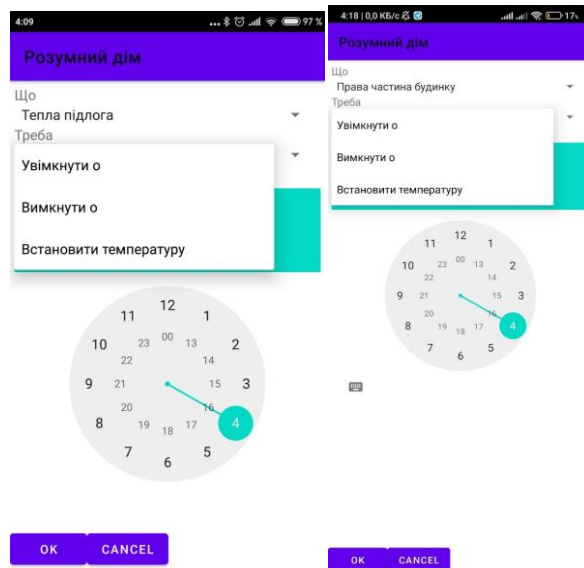 4:09
97 %
Розумний дім
Що
Тепла підлога
Треба
Увімкнути о
Вимкнути о
Встановити температуру
12
11
1
00
23
13
10
2
22
14
9
21
15
3
20
16
8
4
19
17
18
7
5
6
OK
CANCEL
4:18 | 0,0 КБ/с
17
Розумний дім
Що
Права частина будинку
Треба
Увімкнути о
Вимкнути о
Встановити температуру
12
11
1
00
23
13
10
2
22
14
9
21
15
3
20
16
8
4
19
17
18
7
5
6
OK
CANCEL